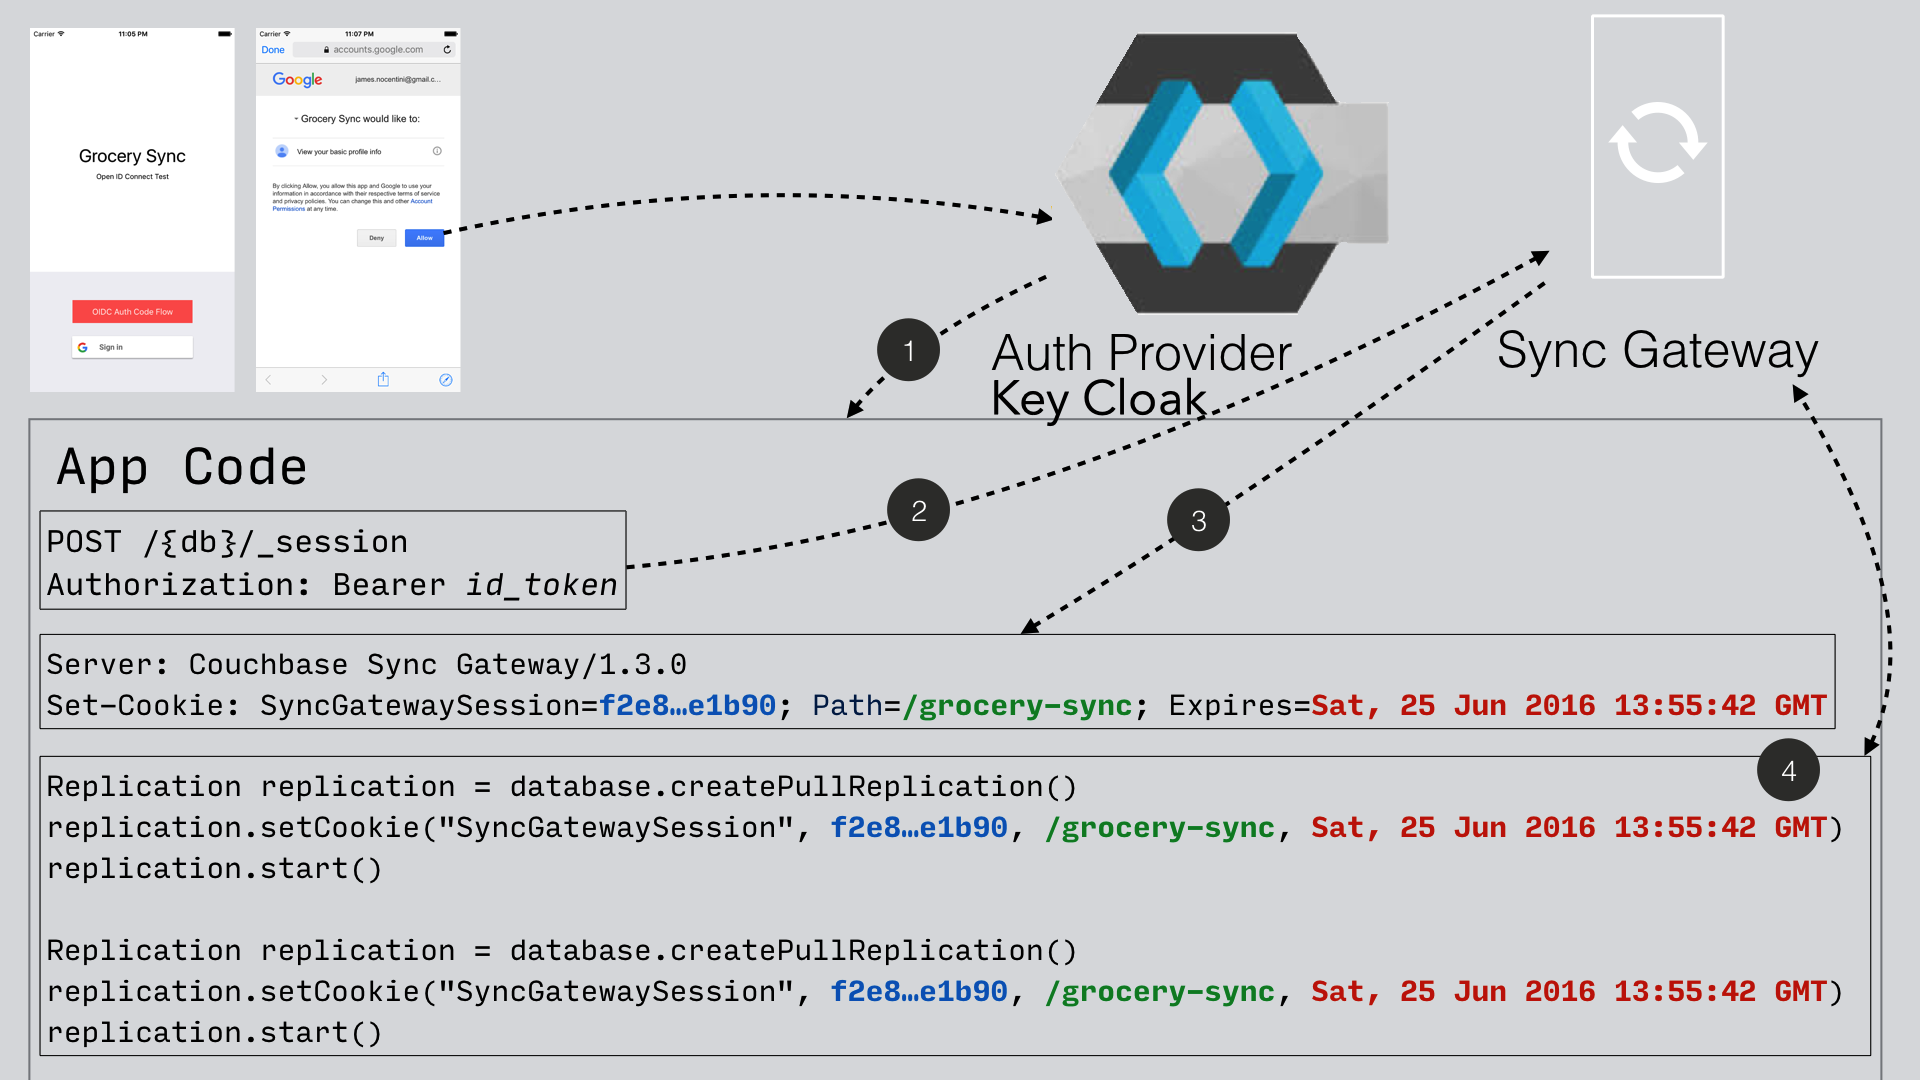 Carrier 11:05 PM
Grocery Sync
Open ID Connect Test
OIDC Auth Code Flow
Sign in
Carrier 11:07 PM
Done accounts.google.com
Google james.nocentini@gmail.c...
Grocery Sync would like to:
View your basic profile info
By clicking Allow, you allow this app and Google to use your
information in accordance with their respective terms of service
and privacy policies. You can change this and other Account
Permissions at any time.
Deny Allow
Auth Provider
Key Cloak
Sync Gateway
1
App Code
2
3
POST /{db}/_session
Authorization: Bearer id_token
Server: Couchbase Sync Gateway/1.3.0
Set-Cookie: SyncGatewaySession=f2e8…e1b90; Path=/grocery-sync; Expires=Sat, 25 Jun 2016 13:55:42 GMT
4
Replication replication = database.createPullReplication()
replication.setCookie("SyncGatewaySession", f2e8…e1b90, /grocery-sync, Sat, 25 Jun 2016 13:55:42 GMT)
replication.start()
Replication replication = database.createPullReplication()
replication.setCookie("SyncGatewaySession", f2e8…e1b90, /grocery-sync, Sat, 25 Jun 2016 13:55:42 GMT)
replication.start()